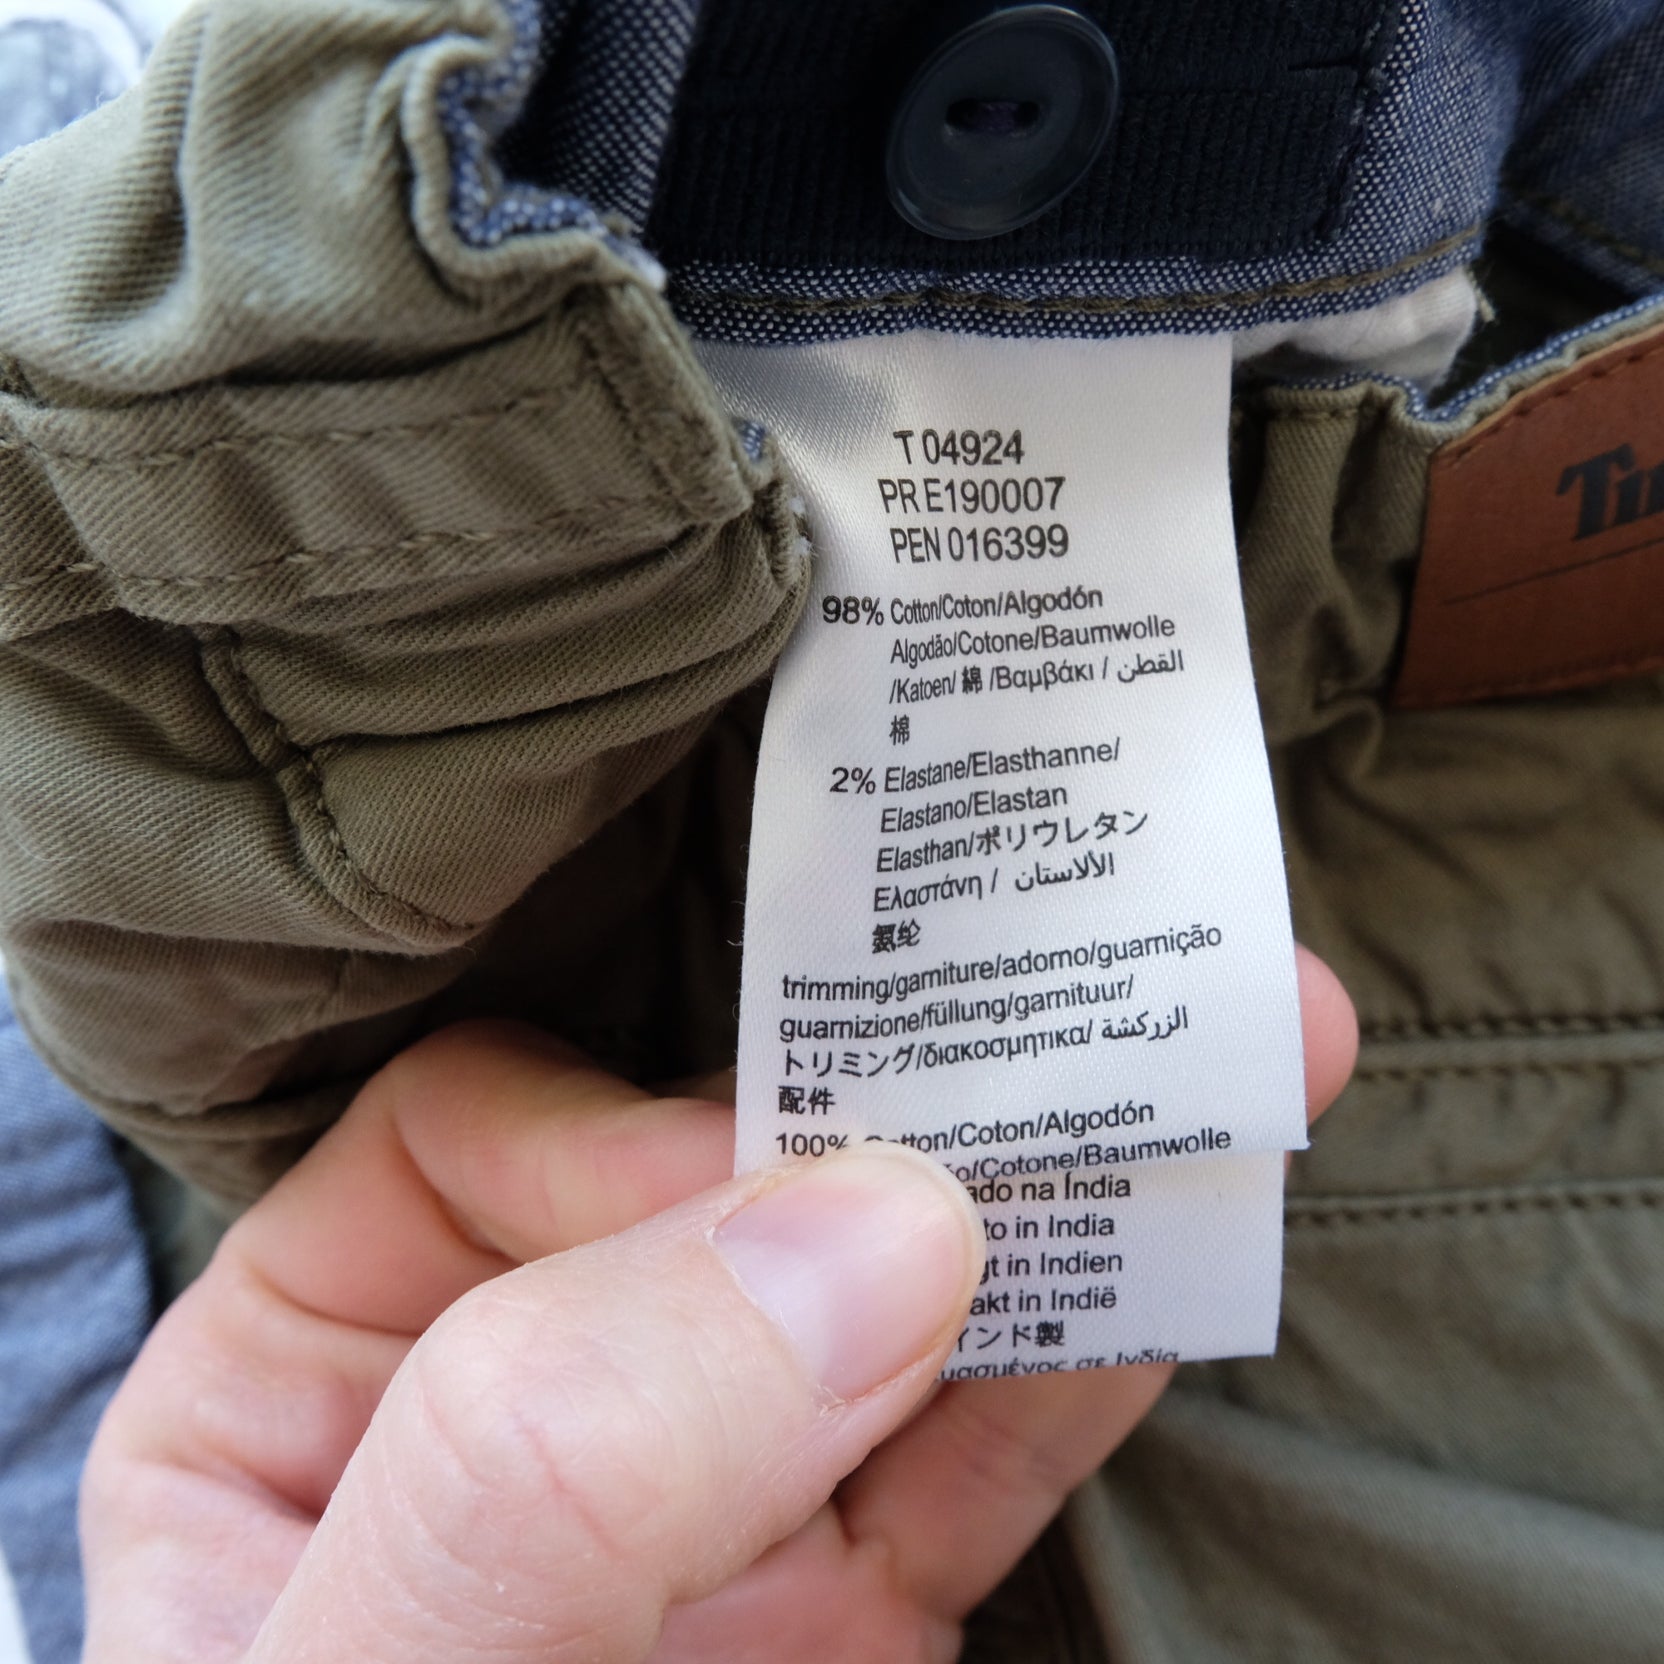 T 04924
PR E190007
PEN 016399
98% Cotton/Coton/Algodón
Algodão/Cotone/Baumwolle
/Katoen/ 綿 /Βαμβάκι / القطن
棉
2% Elastane/Elasthanne/
Elastano/Elastan
Elasthan/ポリウレタン
Ελαστάνη / الألاستان
氨纶
trimming/garniture/adorno/guarnição
guarnizione/füllung/garnituur/
トリミング/διακοσμητικα/ الزركشة
配件
100% Cotton/Coton/Algodón
/Cotone/Baumwolle
na Índia
in India
in Indien
in Indië
インド製
σε Ινδία